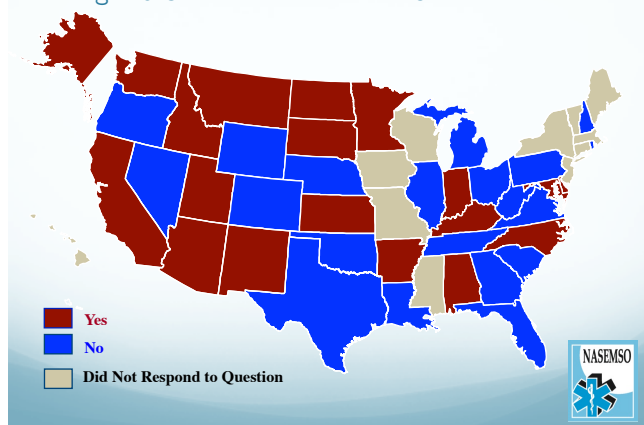 Yes
No
Did Not Respond to Question
NASEMSO